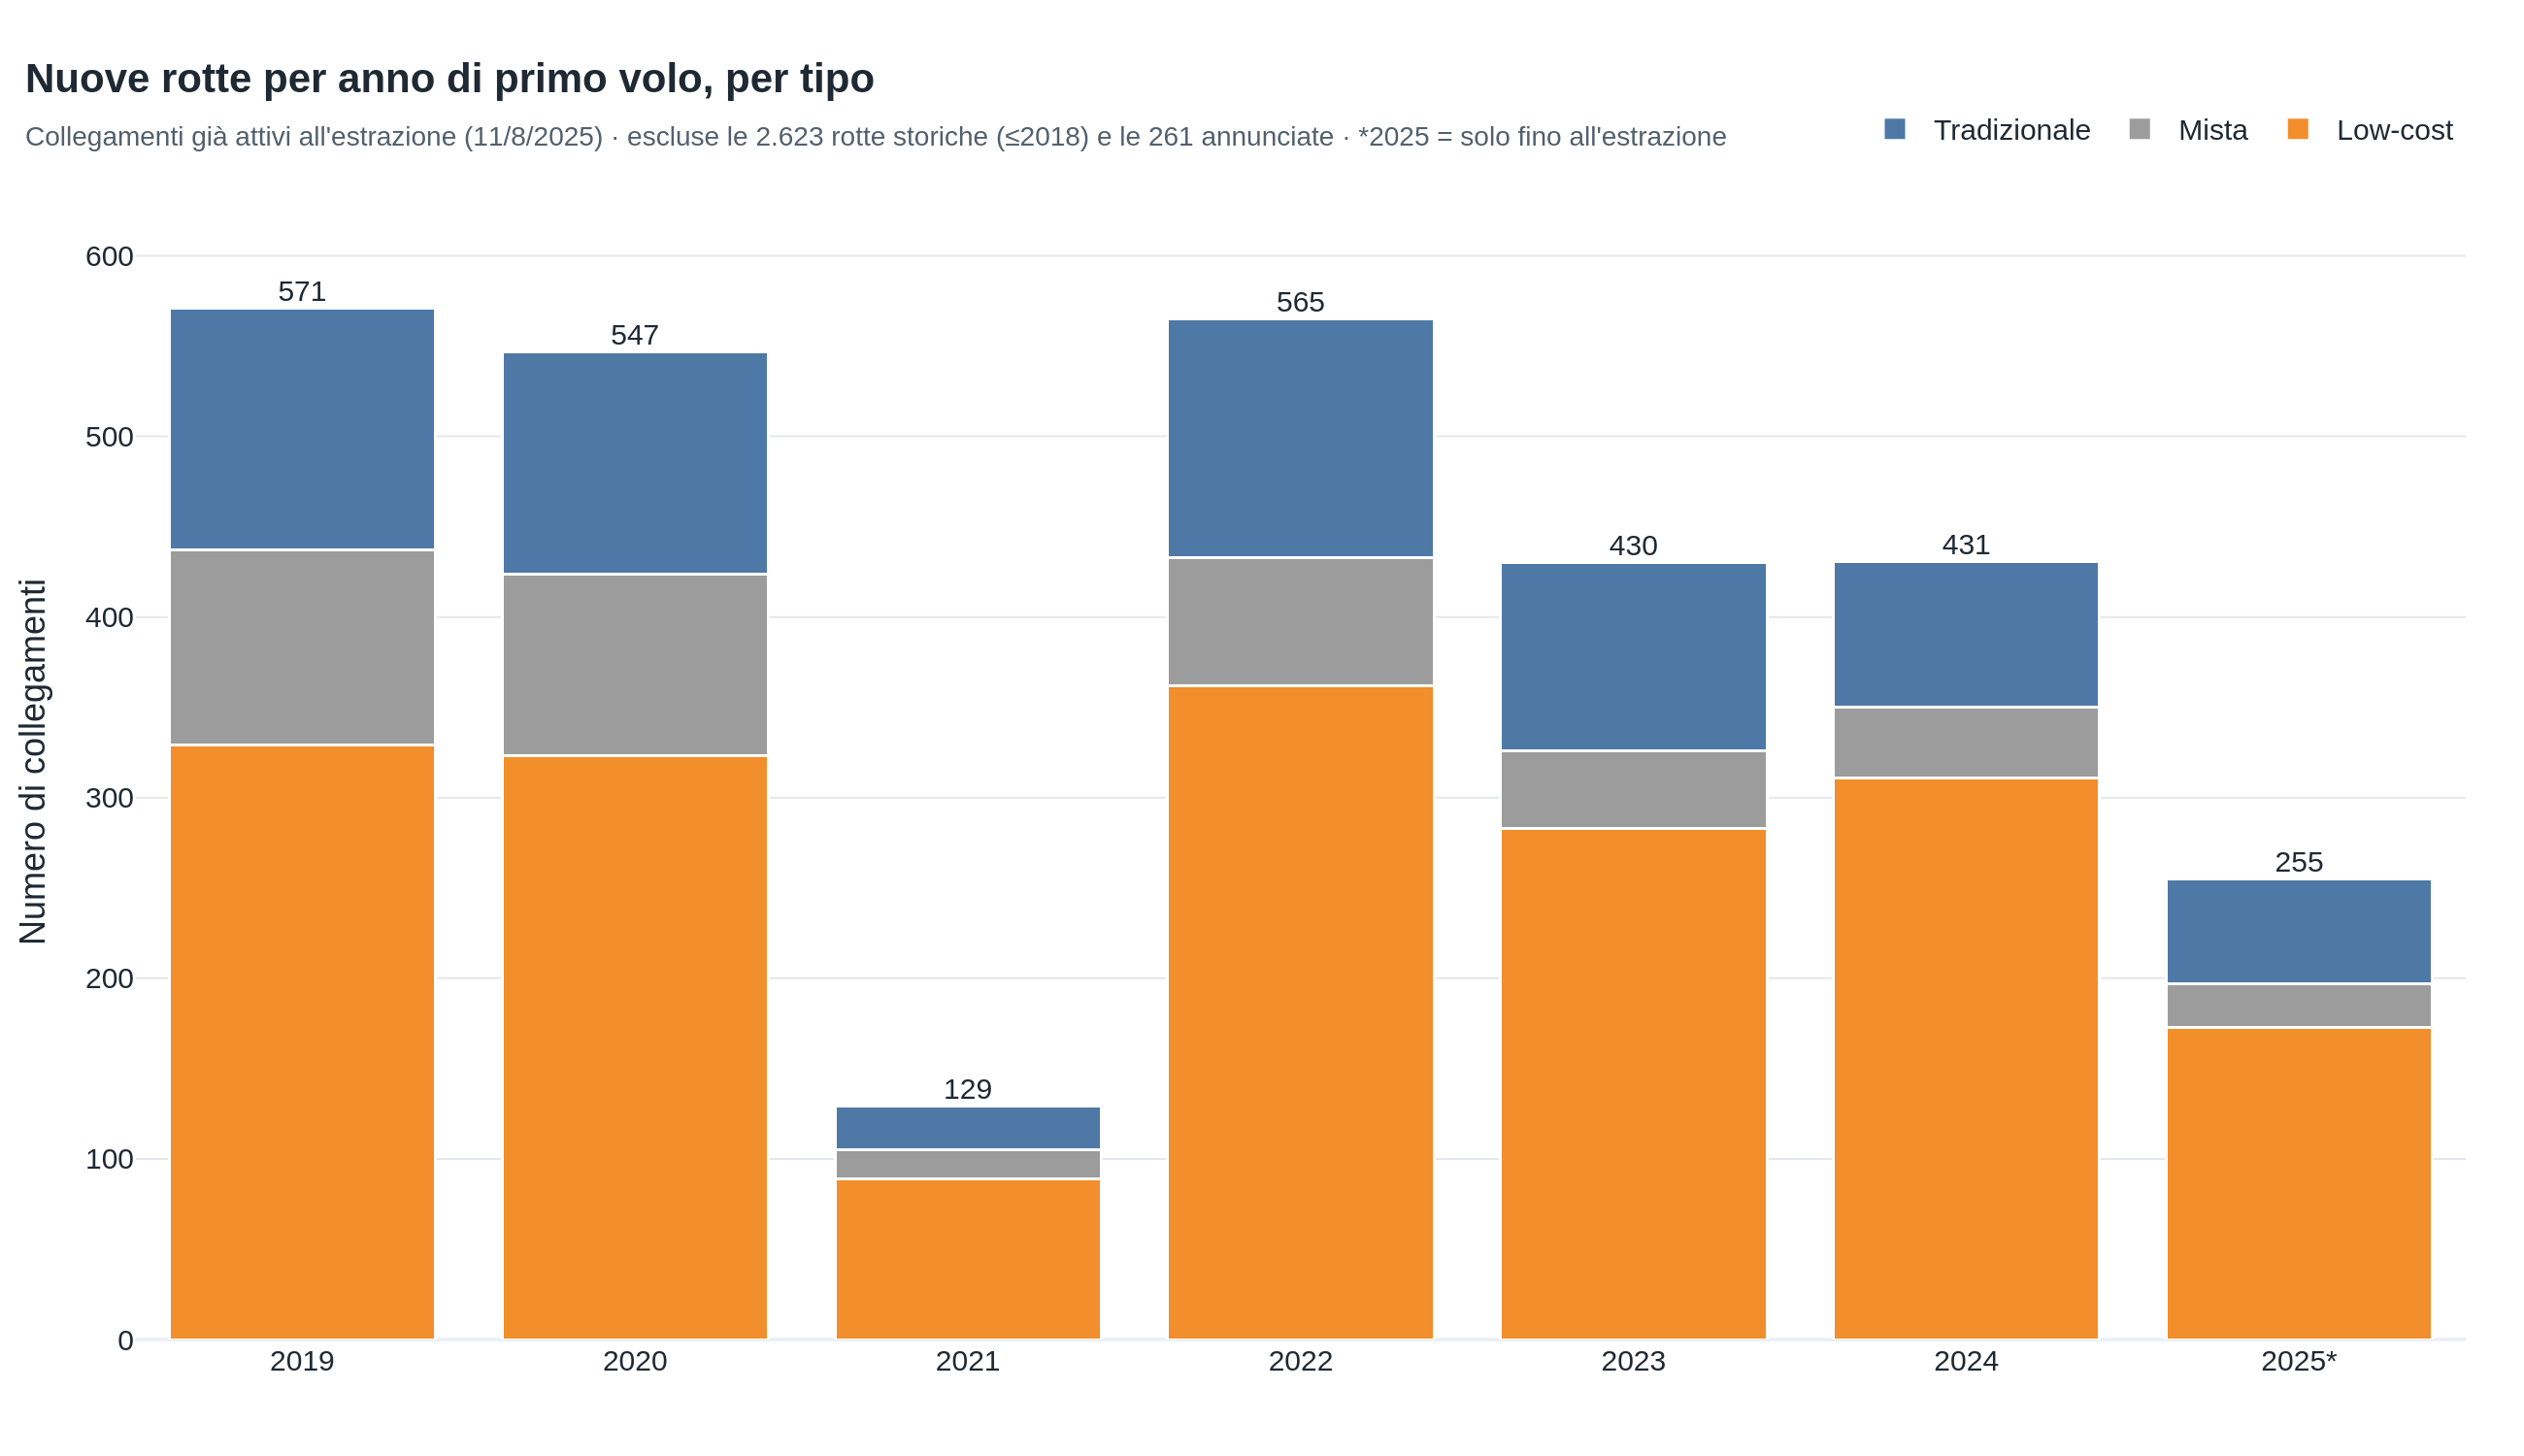 Nuove rotte per anno di primo volo, per tipo
Collegamenti già attivi all'estrazione (11/8/2025) · escluse le 2.623 rotte storiche (≤2018) e le 261 annunciate · *2025 = solo fino all'estrazione
Tradizionale Mista Low-cost
Numero di collegamenti
600
500
400
300
200
100
0
571
547
129
565
430
431
255
2019 2020 2021 2022 2023 2024 2025*